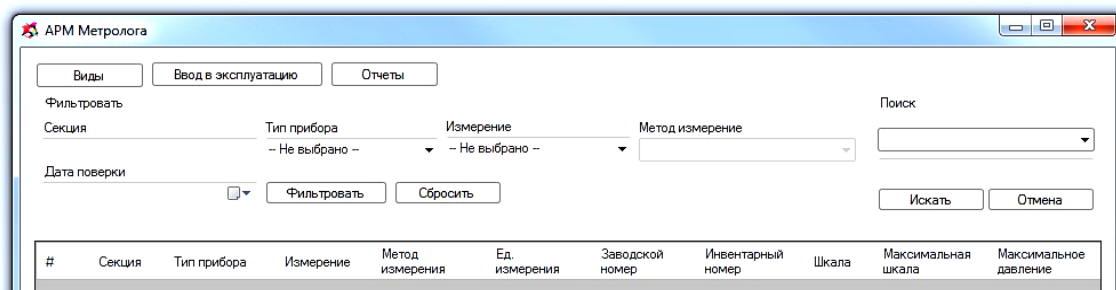 АРМ Метролога
Виды Ввод в эксплуатацию Отчеты
Фильтровать Поиск
Секция Тип прибора Измерение Метод измерение
-- Не выбрано -- -- Не выбрано --
Дата поверки
Фильтровать Сбросить Искать Отмена
# Секция Тип прибора Измерение Метод измерения Ед. измерения Заводской номер Инвентарный номер Шкала Максимальная шкала Максимальное давление